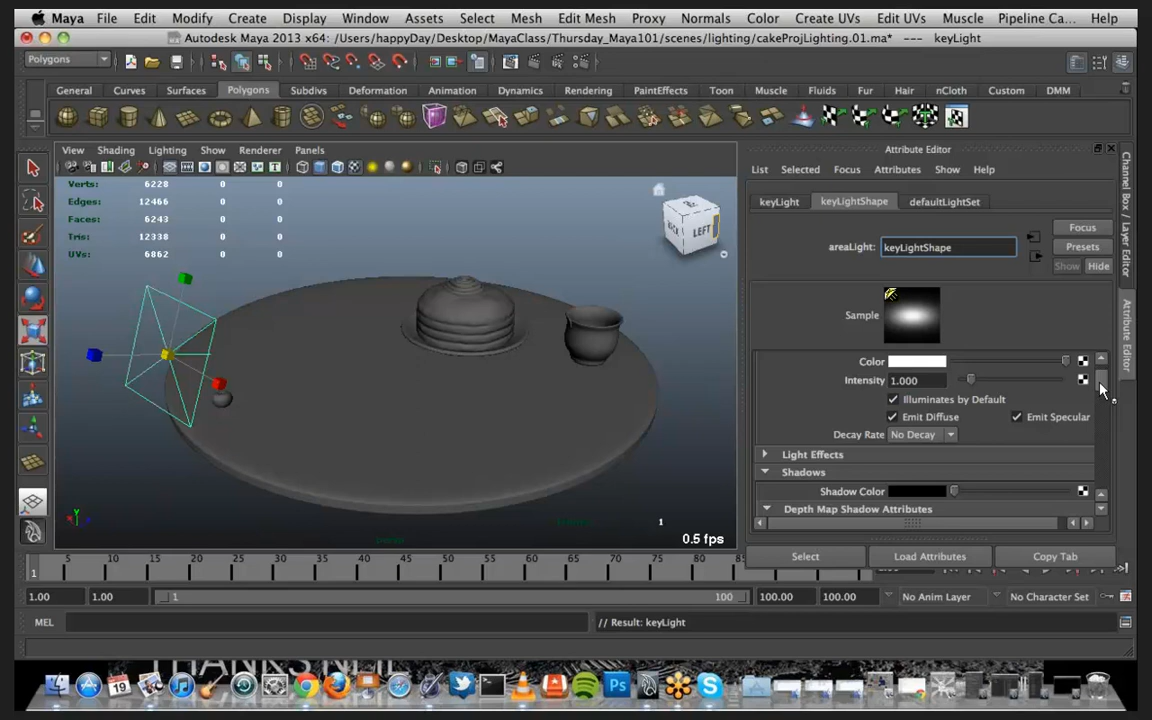 Maya File Edit Modify Create Display Window Assets Select Mesh Edit Mesh Proxy Normals Color Create UVs Edit UVs Muscle Pipeline Ca... Help
Autodesk Maya 2013 x64: /Users/happyDay/Desktop/MayaClass/Thursday_Maya101/scenes/lighting/cakeProjLighting.01.ma* --- keyLight
Polygons
General Curves Surfaces Polygons Subdivs Deformation Animation Dynamics Rendering PaintEffects Toon Muscle Fluids Fur Hair nCloth Custom DMM
View Shading Lighting Show Renderer Panels
Attribute Editor
List Selected Focus Attributes Show Help
Verts: 6228 0 0
Edges: 12466 0 0
Faces: 6243 0 0
Tris: 12338 0 0
UVs: 6862 0 0
LEFT
keyLight keyLightShape defaultLightSet
Focus
areaLight: keyLightShape
Presets
Show Hide
Sample
Color
Intensity 1.000
Illuminates by Default
Emit Diffuse Emit Specular
Decay Rate No Decay
Light Effects
Shadows
Shadow Color
Depth Map Shadow Attributes
Select Load Attributes Copy Tab
Channel Box / Layer Editor
Attribute Editor
1
0.5 fps
1 5 10 15 20 25 30 35 40 45 50 55 60 65 70 75 80
1.00 1.00 1 100 100.00 100.00 No Anim Layer No Character Set
MEL // Result: keyLight
19
Ps